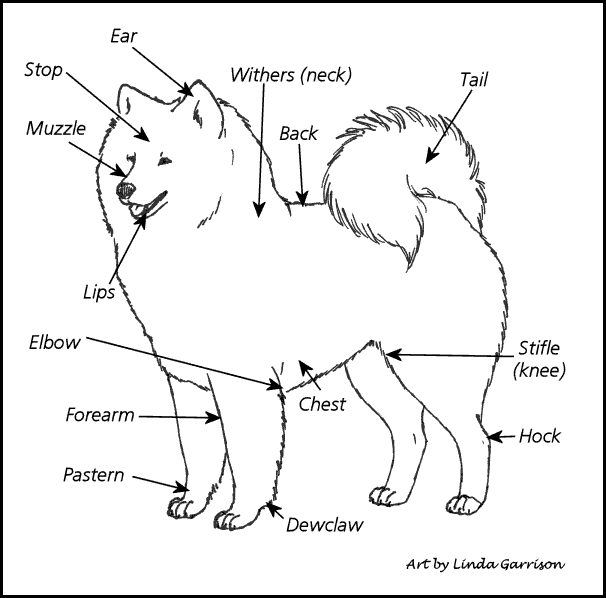 Ear
Stop
Withers (neck)
Tail
Muzzle
Back
Lips
Elbow
Stifle
(knee)
Chest
Forearm
Hock
Pastern
Dewclaw
Art by Linda Garrison